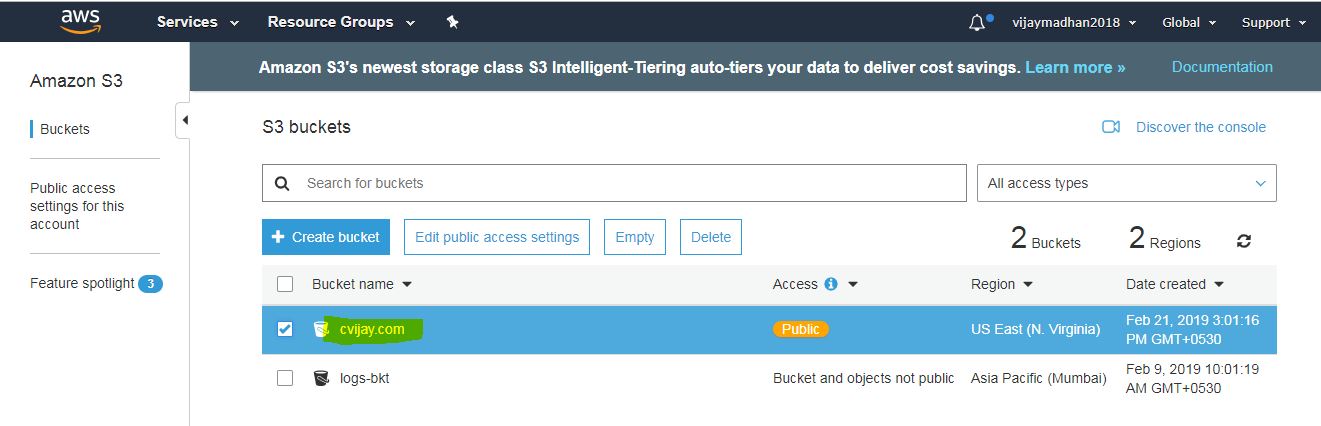 aws
Services
Resource Groups
vijaymadhan2018
Global
Support
Amazon S3's newest storage class S3 Intelligent-Tiering auto-tiers your data to deliver cost savings. Learn more »
Documentation
Amazon S3
Buckets
Public access
settings for this
account
Feature spotlight 3
S3 buckets
Discover the console
Search for buckets
All access types
+ Create bucket
Edit public access settings
Empty
Delete
2 Buckets
2 Regions
Bucket name
Access
Region
Date created
cvijay.com
Public
US East (N. Virginia)
Feb 21, 2019 3:01:16
PM GMT+0530
logs-bkt
Bucket and objects not public
Asia Pacific (Mumbai)
Feb 9, 2019 10:01:19
AM GMT+0530